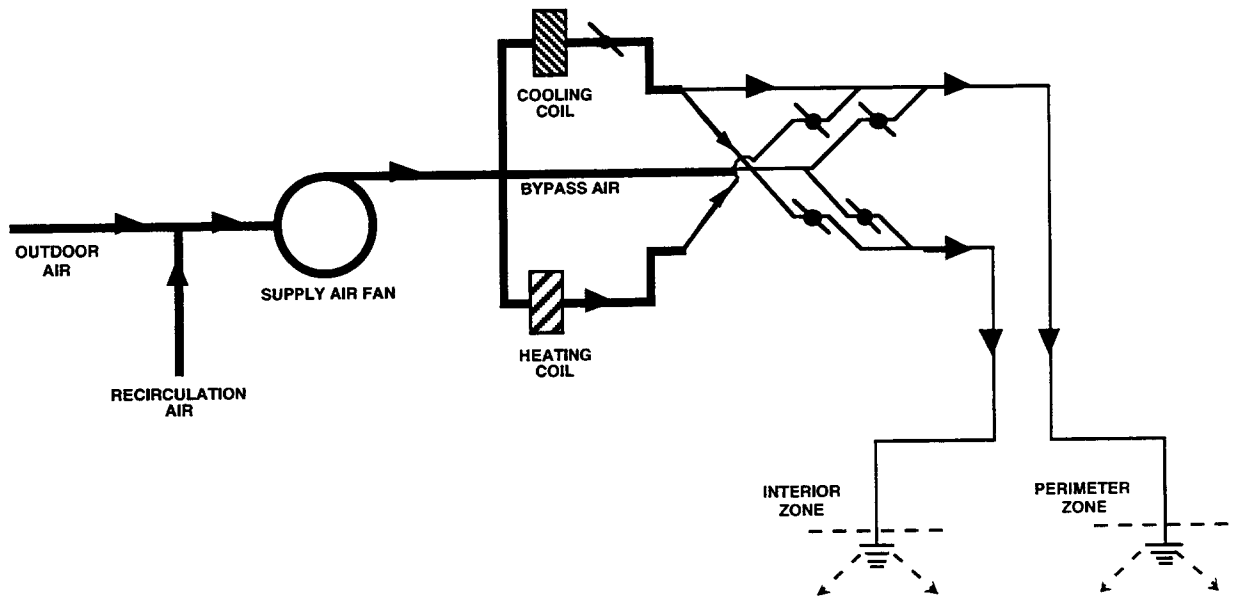 COOLING
COIL
BYPASS AIR
OUTDOOR
AIR
SUPPLY AIR FAN
HEATING
COIL
RECIRCULATION
AIR
INTERIOR
ZONE
PERIMETER
ZONE